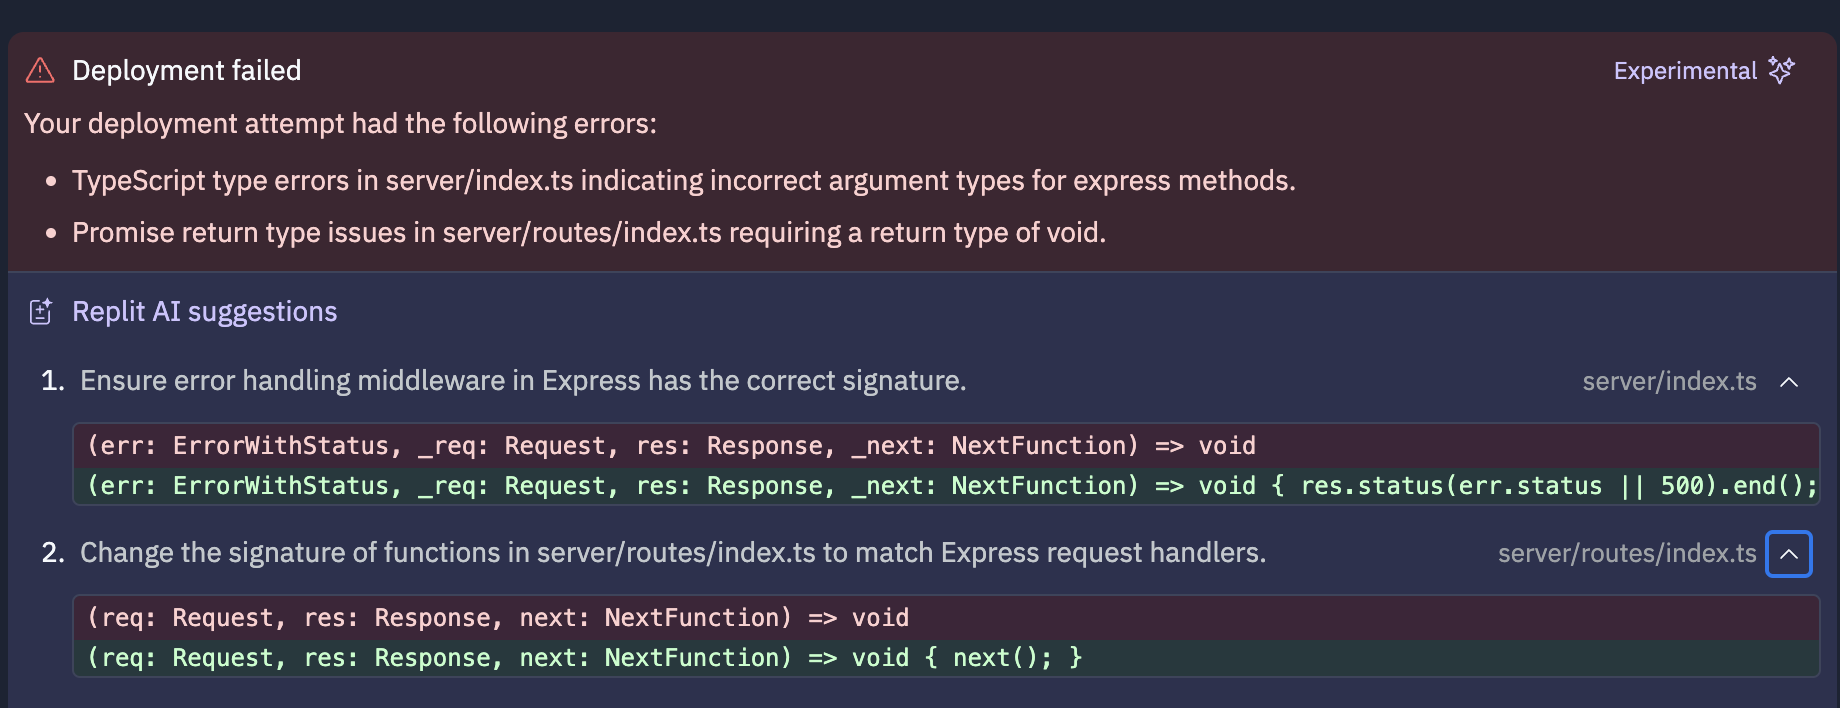 Deployment failed
Experimental
Your deployment attempt had the following errors:
• TypeScript type errors in server/index.ts indicating incorrect argument types for express methods.
• Promise return type issues in server/routes/index.ts requiring a return type of void.
Replit AI suggestions
1. Ensure error handling middleware in Express has the correct signature. server/index.ts
(err: ErrorWithStatus, _req: Request, res: Response, _next: NextFunction) => void
(err: ErrorWithStatus, _req: Request, res: Response, _next: NextFunction) => void { res.status(err.status || 500).end();
2. Change the signature of functions in server/routes/index.ts to match Express request handlers. server/routes/index.ts
(req: Request, res: Response, next: NextFunction) => void
(req: Request, res: Response, next: NextFunction) => void { next(); }